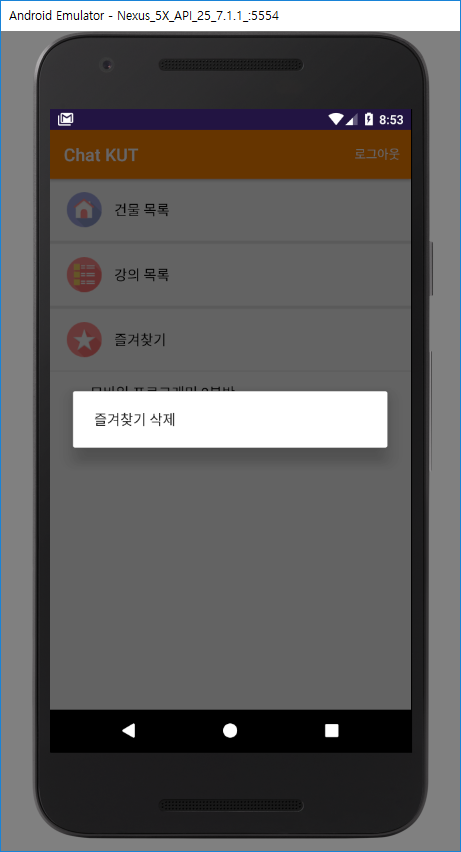 Android Emulator - Nexus_5X_API_25_7.1.1_:5554
8:53
Chat KUT
로그아웃
건물 목록
강의 목록
즐겨찾기
즐겨찾기 삭제